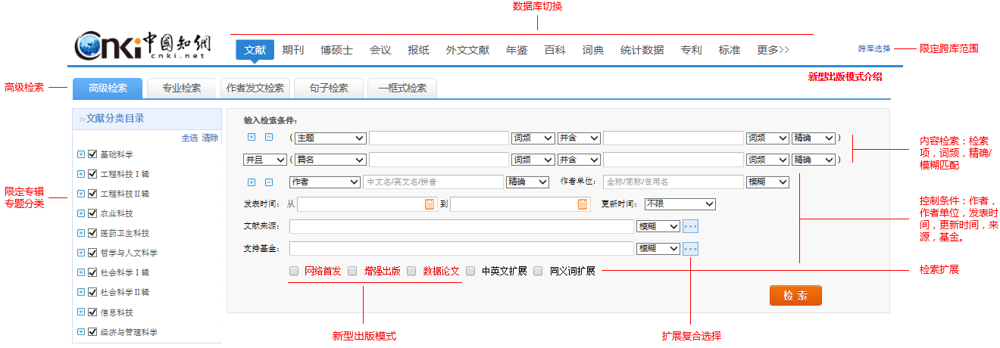 数据库切换
Cnki中国知網
cnki.net
文献 期刊 博硕士 会议 报纸 外文文献 年鉴 百科 词典 统计数据 专利 标准 更多>>
跨库选择
限定跨库范围
新型出版模式介绍
高级检索
高级检索 专业检索 作者发文检索 句子检索 一框式检索
文献分类目录
全选 清除
基础科学
工程科技Ⅰ辑
工程科技Ⅱ辑
农业科技
医药卫生科技
哲学与人文科学
社会科学Ⅰ辑
社会科学Ⅱ辑
信息科技
经济与管理科学
限定专辑
专题分类
输入检索条件:
( 主题 词频 并含 词频 精确 )
并且 ( 篇名 词频 并含 词频 精确 )
作者 中文名/英文名/拼音 精确 作者单位: 全称/简称/曾用名 模糊
发表时间: 从 到 更新时间: 不限
文献来源: 模糊 ...
支持基金: 模糊 ...
网络首发 增强出版 数据论文 中英文扩展 同义词扩展
检索
内容检索:检索
项,词频,精确/
模糊匹配
控制条件:作者,
作者单位,发表时
间,更新时间,来
源,基金。
检索扩展
新型出版模式
扩展复合选择